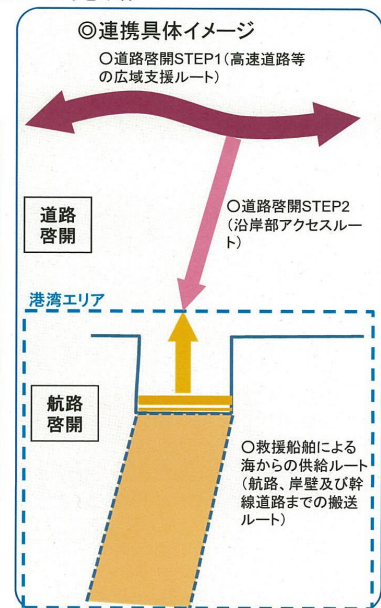 ◎連携具体イメージ
○道路啓開STEP1(高速道路等
の広域支援ルート)
○道路啓開STEP2
(沿岸部アクセスルー
ト)
道路
啓開
港湾エリア
航路
啓開
○救援船舶による
海からの供給ルート
(航路、岸壁及び幹
線道路までの搬送
ルート)